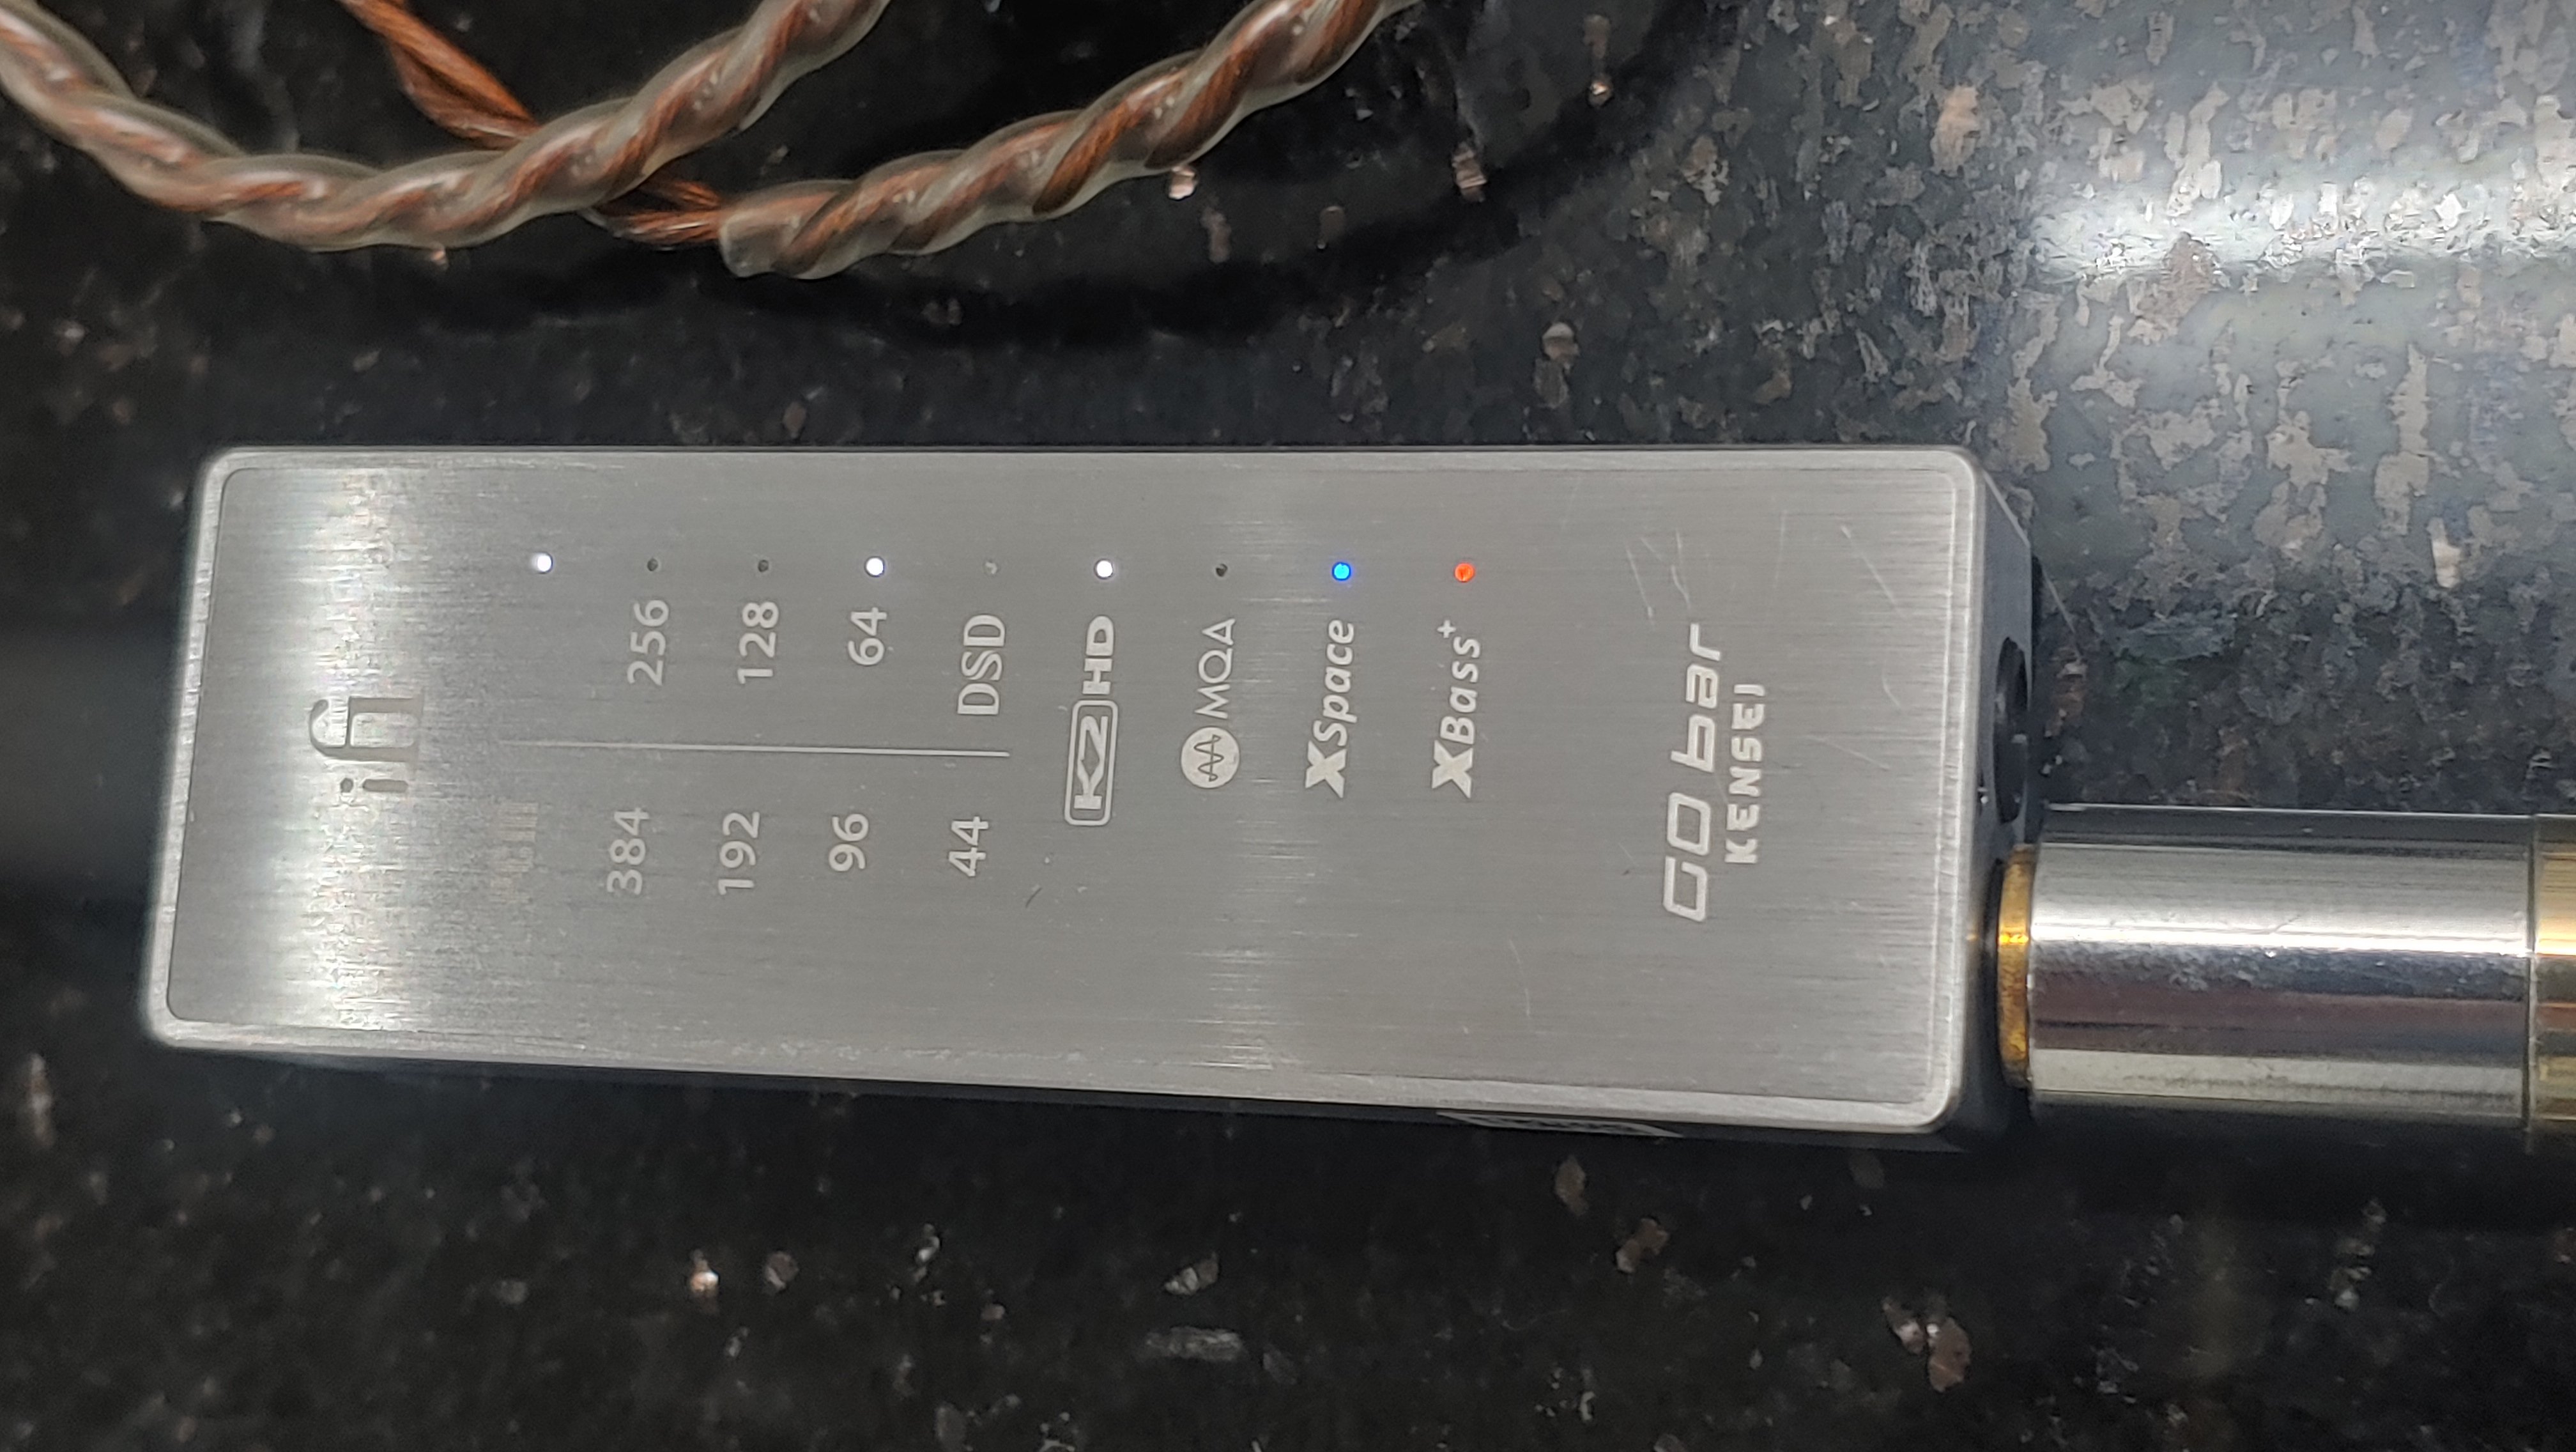 ifi
384 256
192 128
96 64
44 DSD
K2HD
MQA
XSpace
XBass+
GO bar
KENSEI